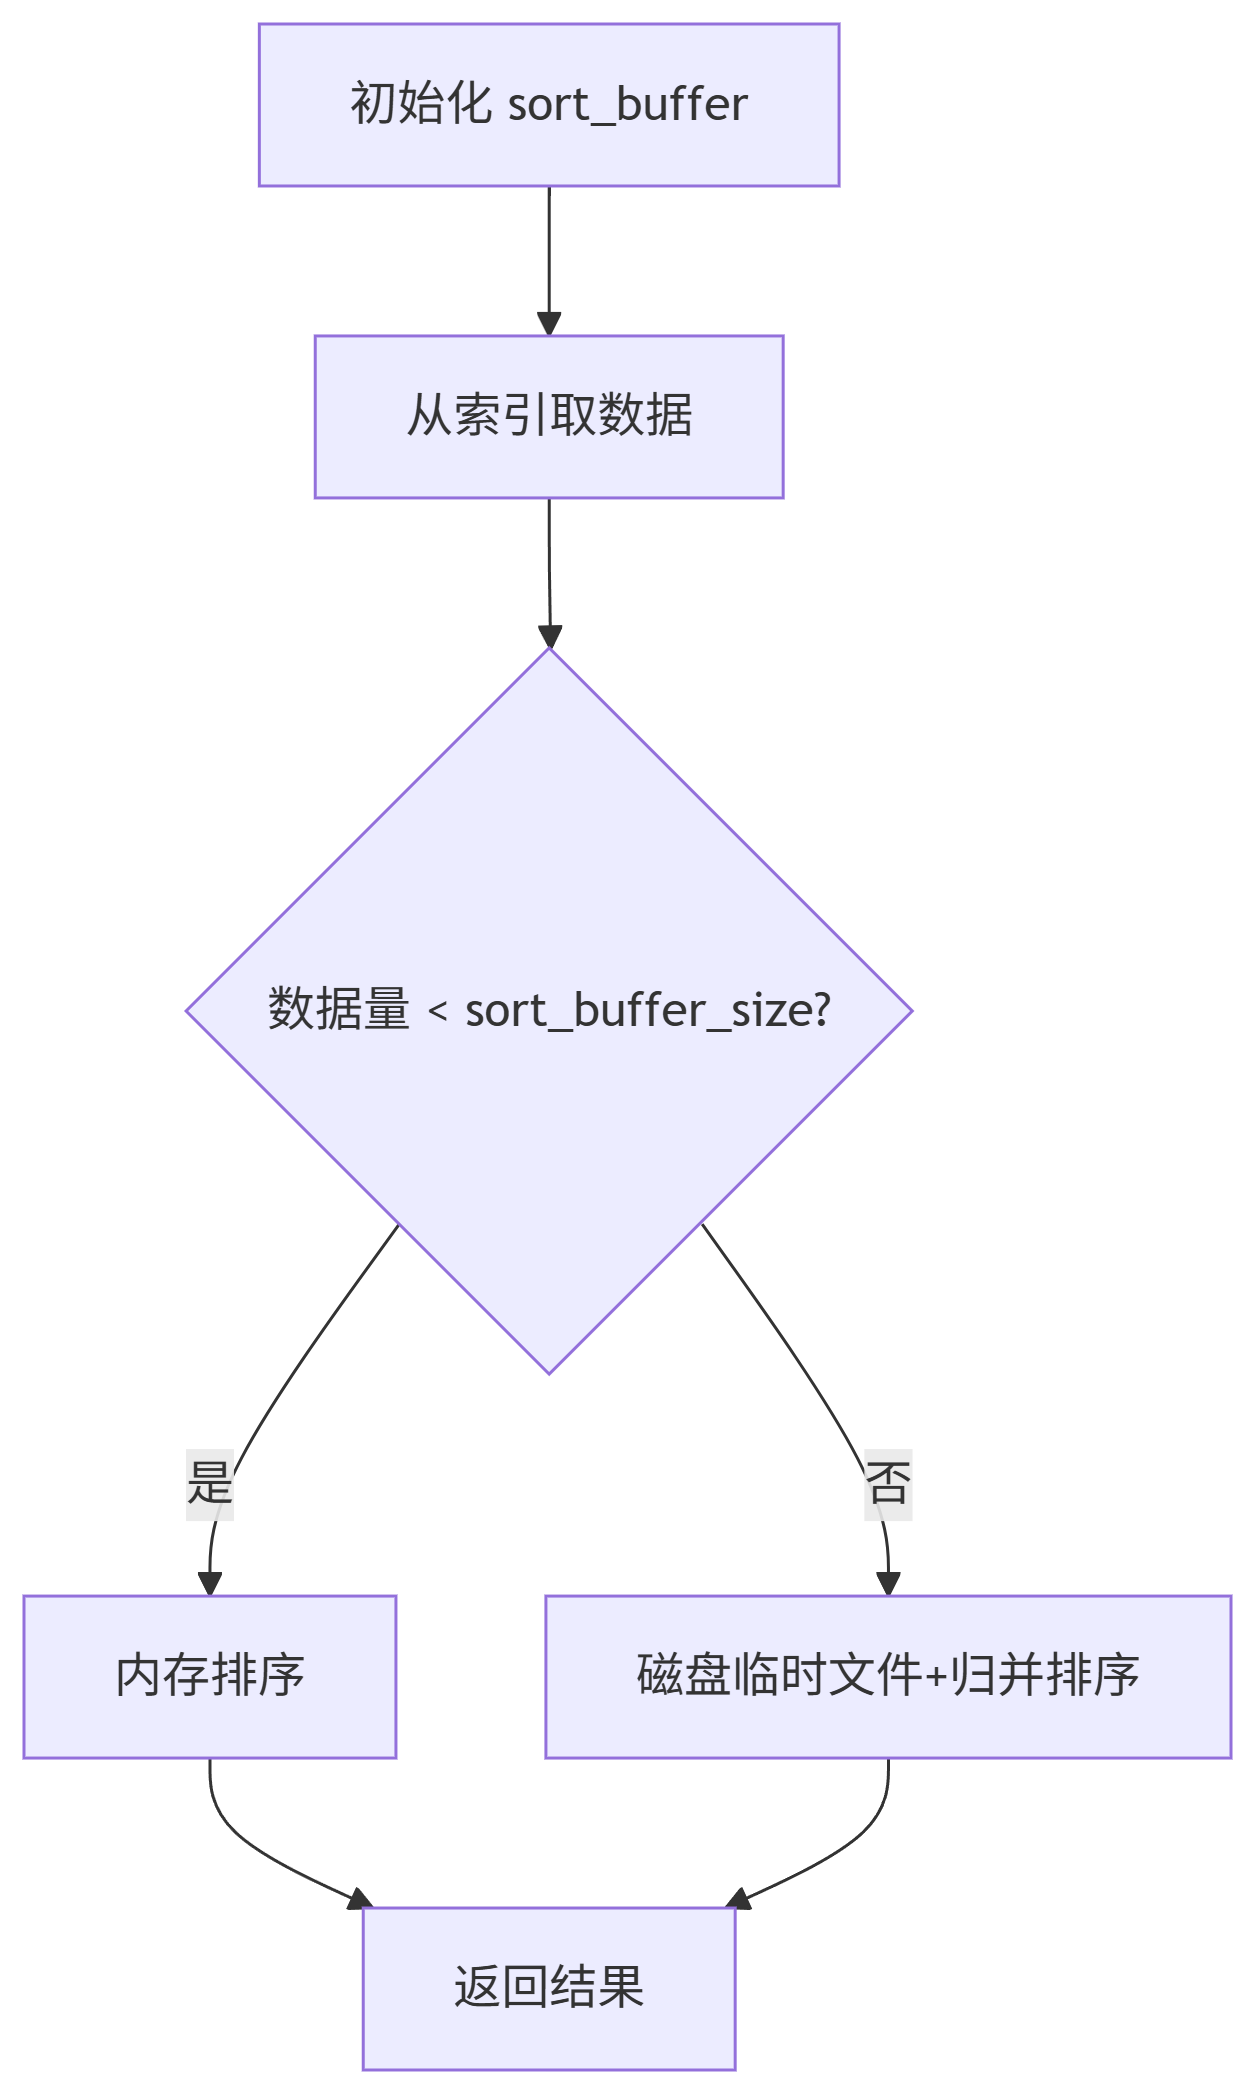 初始化 sort_buffer
从索引取数据
数据量 < sort_buffer_size?
是
否
内存排序
磁盘临时文件+归并排序
返回结果